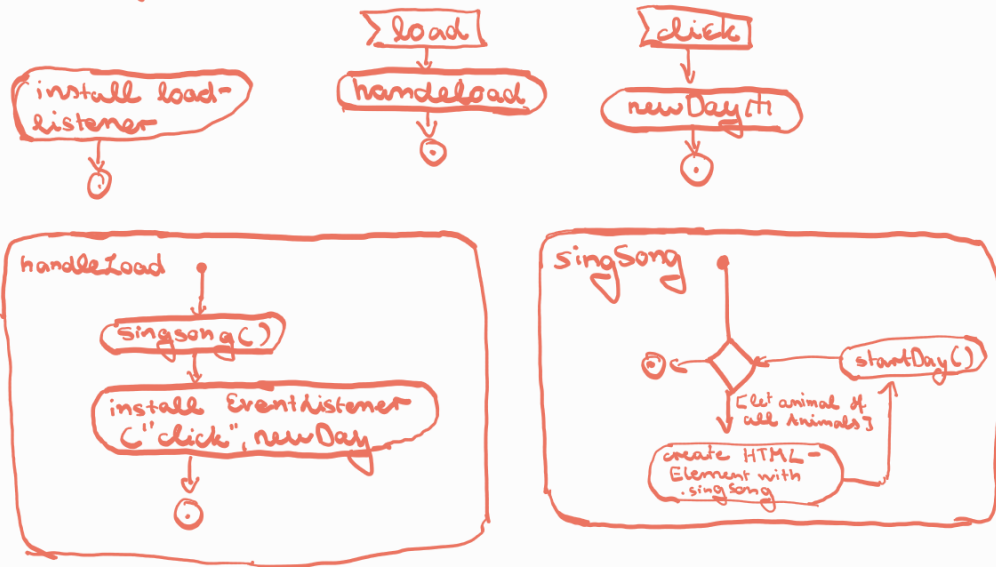 load
click
install load-
listener
handeload
newDay()
handleLoad
singsong()
install EventListener
("click", newDay
singSong
startDay()
[let animal of
all Animals]
create HTML-
Element with
.singSong